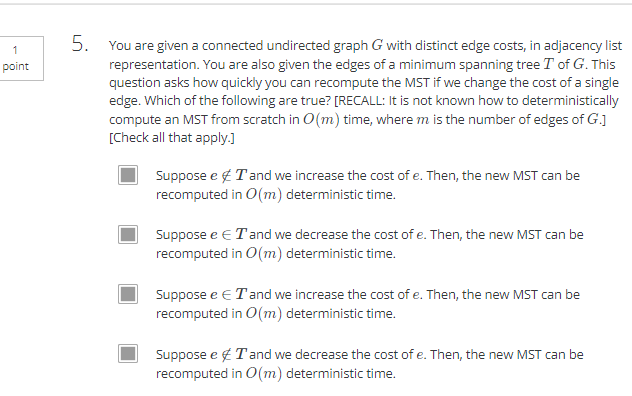 1
point
5. You are given a connected undirected graph G with distinct edge costs, in adjacency list
representation. You are also given the edges of a minimum spanning tree T of G. This
question asks how quickly you can recompute the MST if we change the cost of a single
edge. Which of the following are true? [RECALL: It is not known how to deterministically
compute an MST from scratch in O(m) time, where m is the number of edges of G.]
[Check all that apply.]
Suppose e ∉ T and we increase the cost of e. Then, the new MST can be
recomputed in O(m) deterministic time.
Suppose e ∈ T and we decrease the cost of e. Then, the new MST can be
recomputed in O(m) deterministic time.
Suppose e ∈ T and we increase the cost of e. Then, the new MST can be
recomputed in O(m) deterministic time.
Suppose e ∉ T and we decrease the cost of e. Then, the new MST can be
recomputed in O(m) deterministic time.